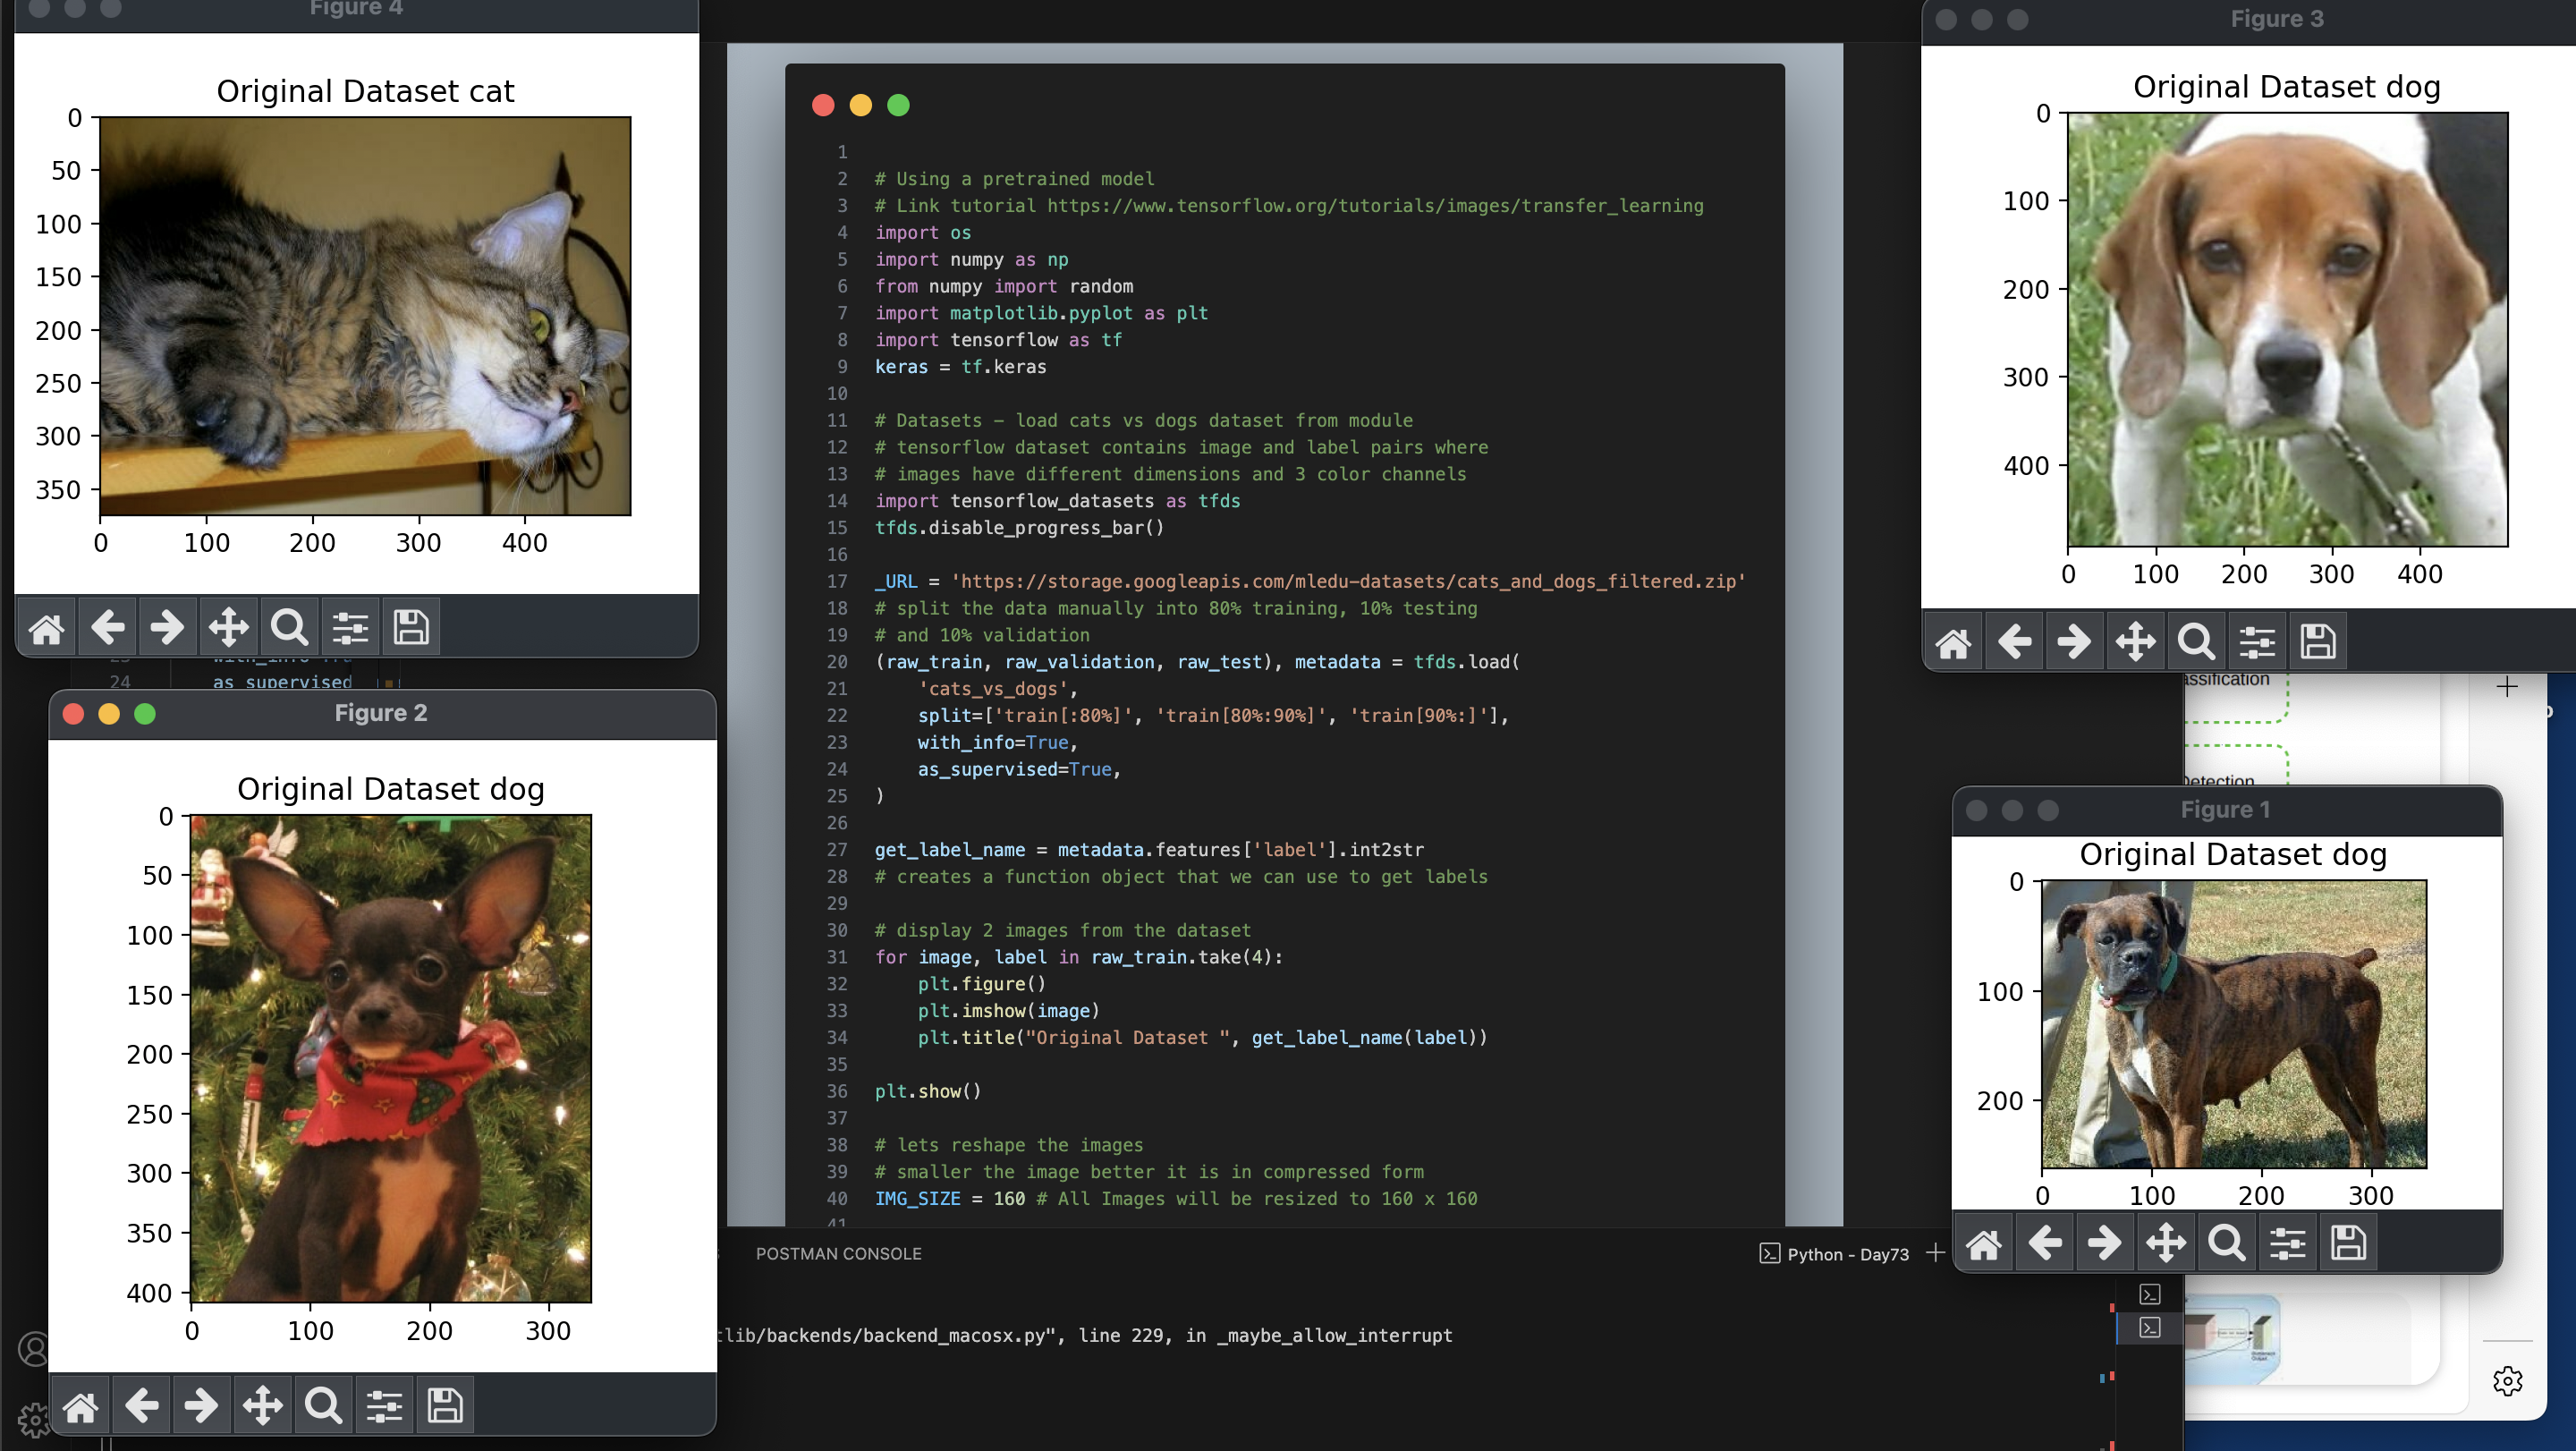 Figure 4
Original Dataset cat
0
50
100
150
200
250
300
350
0 100 200 300 400
24 as_supervised
Figure 2
Original Dataset dog
0
50
100
150
200
250
300
350
400
0 100 200 300
1
2 # Using a pretrained model
3 # Link tutorial https://www.tensorflow.org/tutorials/images/transfer_learning
4 import os
5 import numpy as np
6 from numpy import random
7 import matplotlib.pyplot as plt
8 import tensorflow as tf
9 keras = tf.keras
10
11 # Datasets - load cats vs dogs dataset from module
12 # tensorflow dataset contains image and label pairs where
13 # images have different dimensions and 3 color channels
14 import tensorflow_datasets as tfds
15 tfds.disable_progress_bar()
16
17 _URL = 'https://storage.googleapis.com/mledu-datasets/cats_and_dogs_filtered.zip'
18 # split the data manually into 80% training, 10% testing
19 # and 10% validation
20 (raw_train, raw_validation, raw_test), metadata = tfds.load(
21     'cats_vs_dogs',
22     split=['train[:80%]', 'train[80%:90%]', 'train[90%:]'],
23     with_info=True,
24     as_supervised=True,
25 )
26
27 get_label_name = metadata.features['label'].int2str
28 # creates a function object that we can use to get labels
29
30 # display 2 images from the dataset
31 for image, label in raw_train.take(4):
32     plt.figure()
33     plt.imshow(image)
34     plt.title("Original Dataset ", get_label_name(label))
35
36 plt.show()
37
38 # lets reshape the images
39 # smaller the image better it is in compressed form
40 IMG_SIZE = 160 # All Images will be resized to 160 x 160
41
POSTMAN CONSOLE
Python - Day73
tlib/backends/backend_macosx.py", line 229, in _maybe_allow_interrupt
Figure 3
Original Dataset dog
0
100
200
300
400
0 100 200 300 400
assification
Detection
Figure 1
Original Dataset dog
0
100
200
0 100 200 300